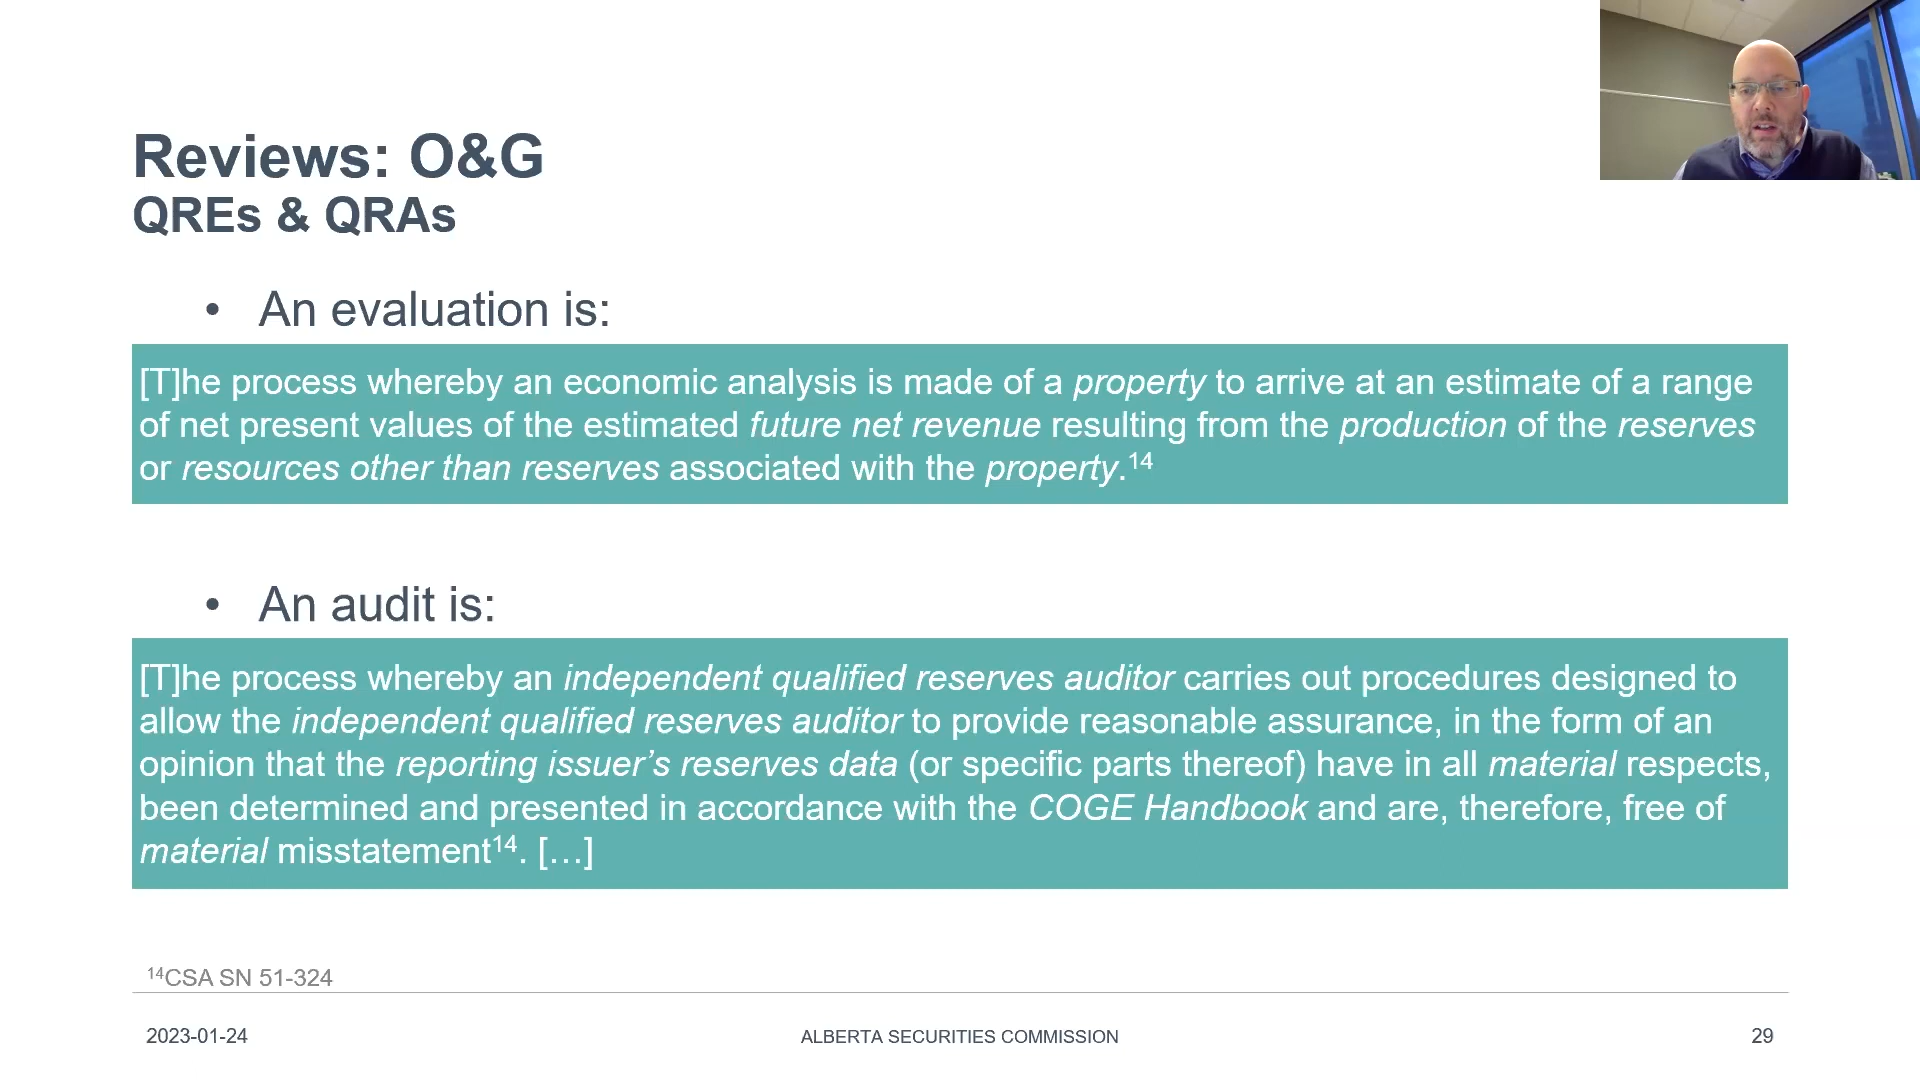 Reviews: O&G
QREs & QRAs
• An evaluation is:
[T]he process whereby an economic analysis is made of a property to arrive at an estimate of a range
of net present values of the estimated future net revenue resulting from the production of the reserves
or resources other than reserves associated with the property.¹⁴
• An audit is:
[T]he process whereby an independent qualified reserves auditor carries out procedures designed to
allow the independent qualified reserves auditor to provide reasonable assurance, in the form of an
opinion that the reporting issuer’s reserves data (or specific parts thereof) have in all material respects,
been determined and presented in accordance with the COGE Handbook and are, therefore, free of
material misstatement¹⁴. […]
¹⁴CSA SN 51-324
2023-01-24 ALBERTA SECURITIES COMMISSION 29